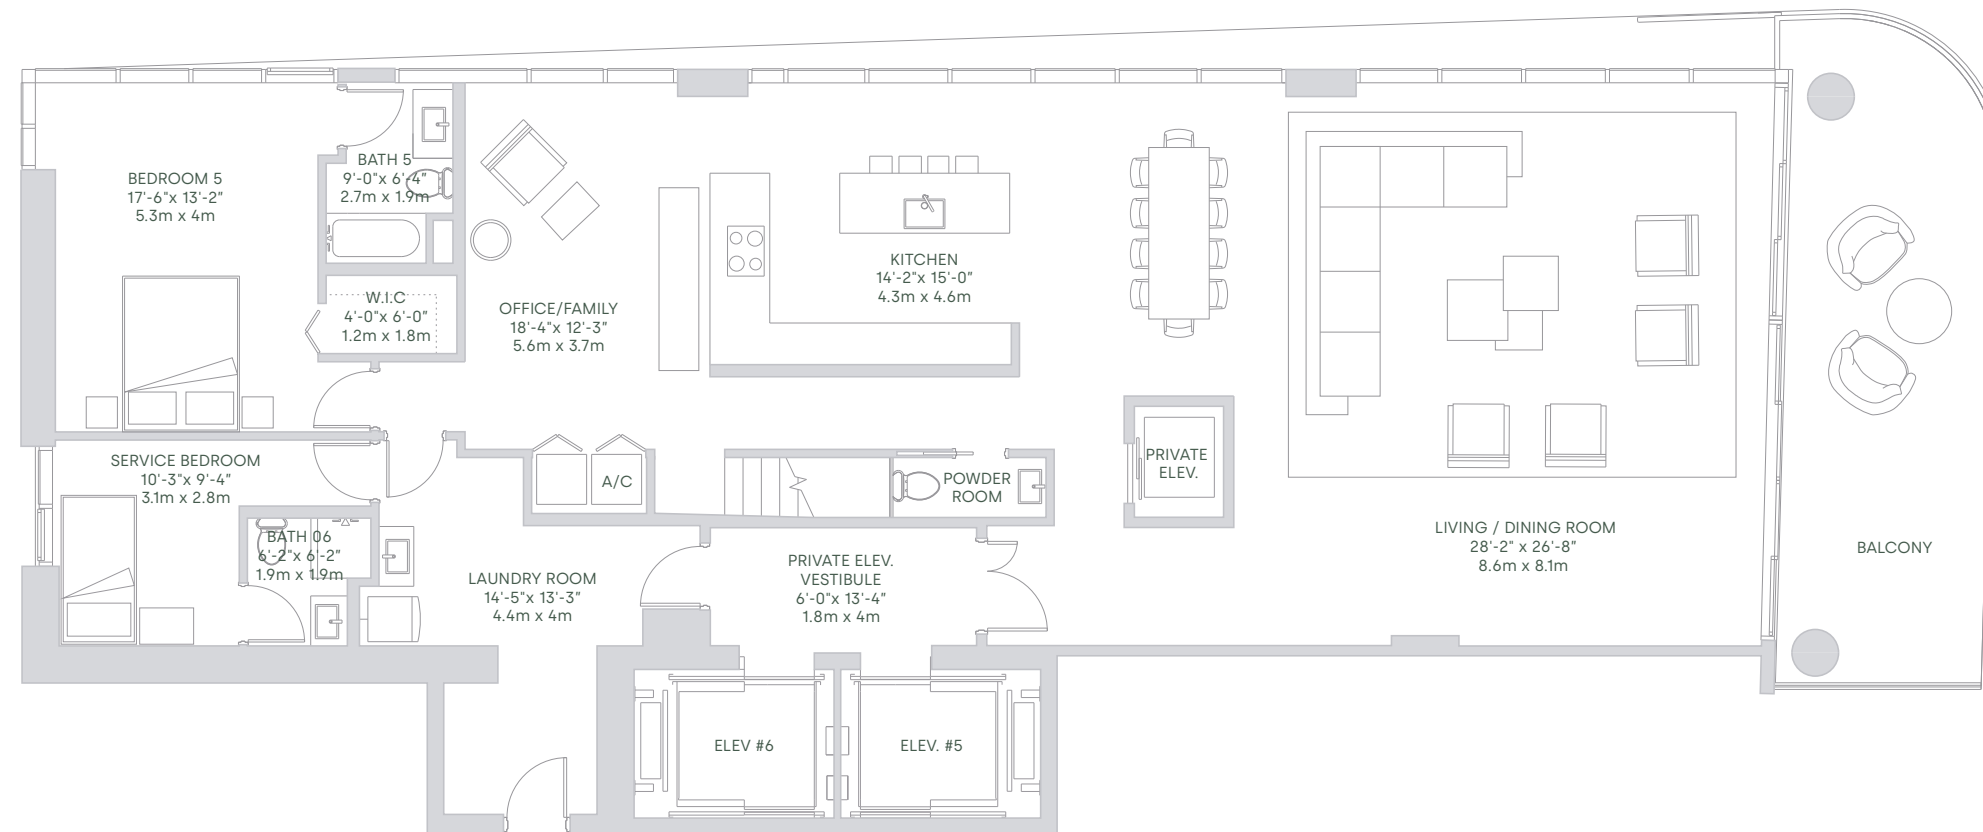 BEDROOM 5
17'-6"x 13'-2"
5.3m x 4m
BATH 5
9'-0"x 6'-4"
2.7m x 1.9m
W.I.C
4'-0"x 6'-0"
1.2m x 1.8m
OFFICE/FAMILY
18'-4"x 12'-3"
5.6m x 3.7m
KITCHEN
14'-2"x 15'-0"
4.3m x 4.6m
SERVICE BEDROOM
10'-3"x 9'-4"
3.1m x 2.8m
BATH 06
6'-2"x 6'-2"
1.9m x 1.9m
A/C
POWDER
ROOM
PRIVATE
ELEV.
LAUNDRY ROOM
14'-5"x 13'-3"
4.4m x 4m
PRIVATE ELEV.
VESTIBULE
6'-0"x 13'-4"
1.8m x 4m
LIVING / DINING ROOM
28'-2" x 26'-8"
8.6m x 8.1m
BALCONY
ELEV #6
ELEV. #5